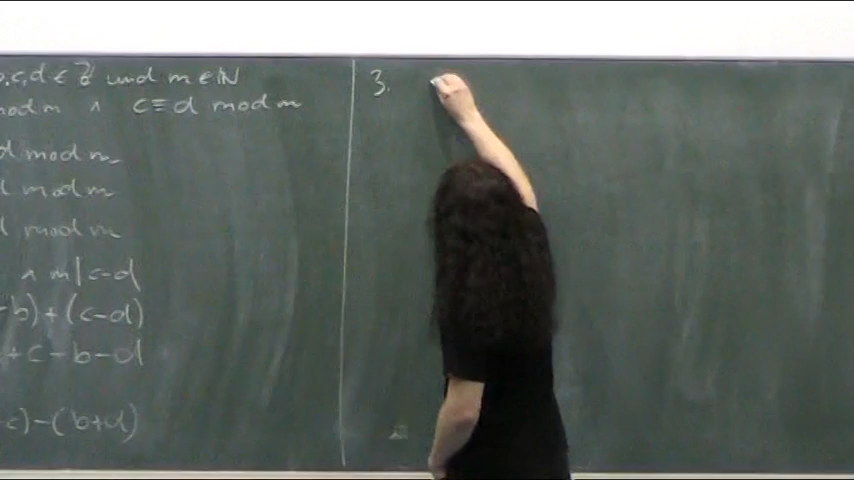 b,c,d ∈ ℤ und m ∈ ℕ
mod m ∧ c ≡ d mod m
d mod m
d mod m
d mod m
∧ m|c-d
-b)+(c-d)
+c-b-d
c)-(b+d)
3.